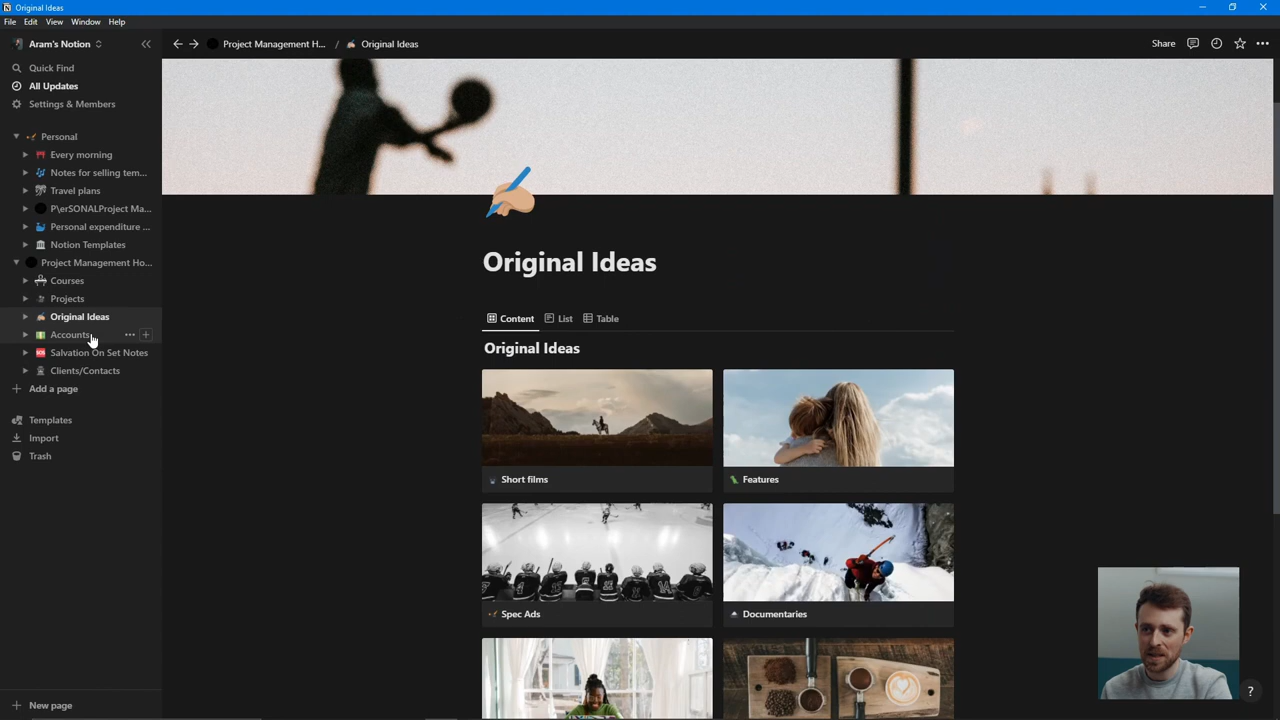 Original Ideas
File Edit View Window Help
Aram's Notion
Project Management H... / Original Ideas
Share
Quick Find
All Updates
Settings & Members
Personal
Every morning
Notes for selling tem...
Travel plans
P\erSONALProject Ma...
Personal expenditure ...
Notion Templates
Project Management Ho...
Courses
Projects
Original Ideas
Accounts
SOS Salvation On Set Notes
Clients/Contacts
Add a page
Templates
Import
Trash
New page
Original Ideas
Content List Table
Original Ideas
Short films
Features
Spec Ads
Documentaries
?